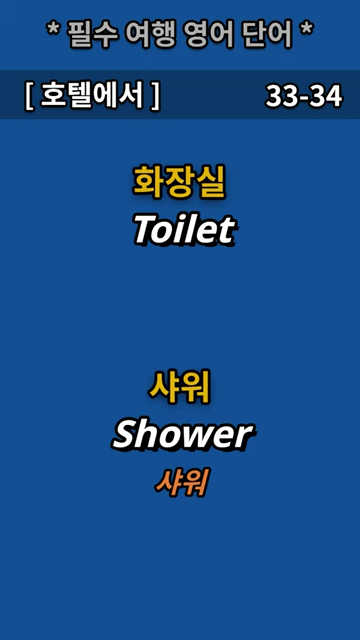 * 필수 여행 영어 단어 *
[ 호텔에서 ] 33-34
화장실
Toilet
샤워
Shower
샤워